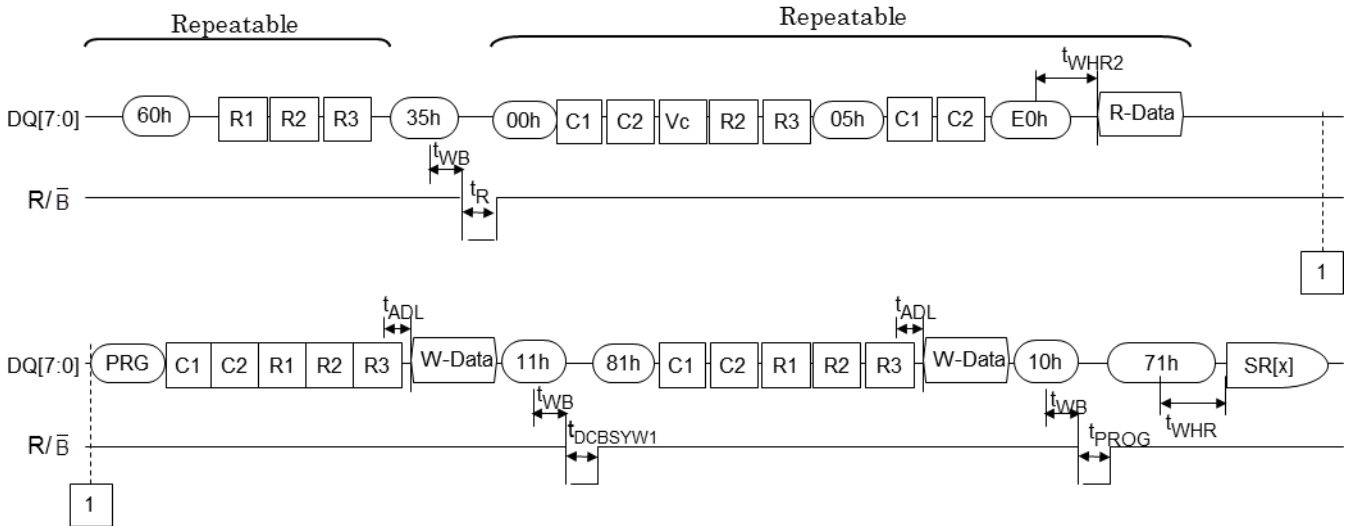 Repeatable Repeatable
tWHR2
DQ[7:0] 60h R1 R2 R3 35h 00h C1 C2 Vc R2 R3 05h C1 C2 E0h R-Data
tWB
tR
R/B̅
1
tADL tADL
DQ[7:0] PRG C1 C2 R1 R2 R3 W-Data 11h 81h C1 C2 R1 R2 R3 W-Data 10h 71h SR[x]
tWB tWB tWHR
tDCBSYW1 tPROG
R/B̅
1